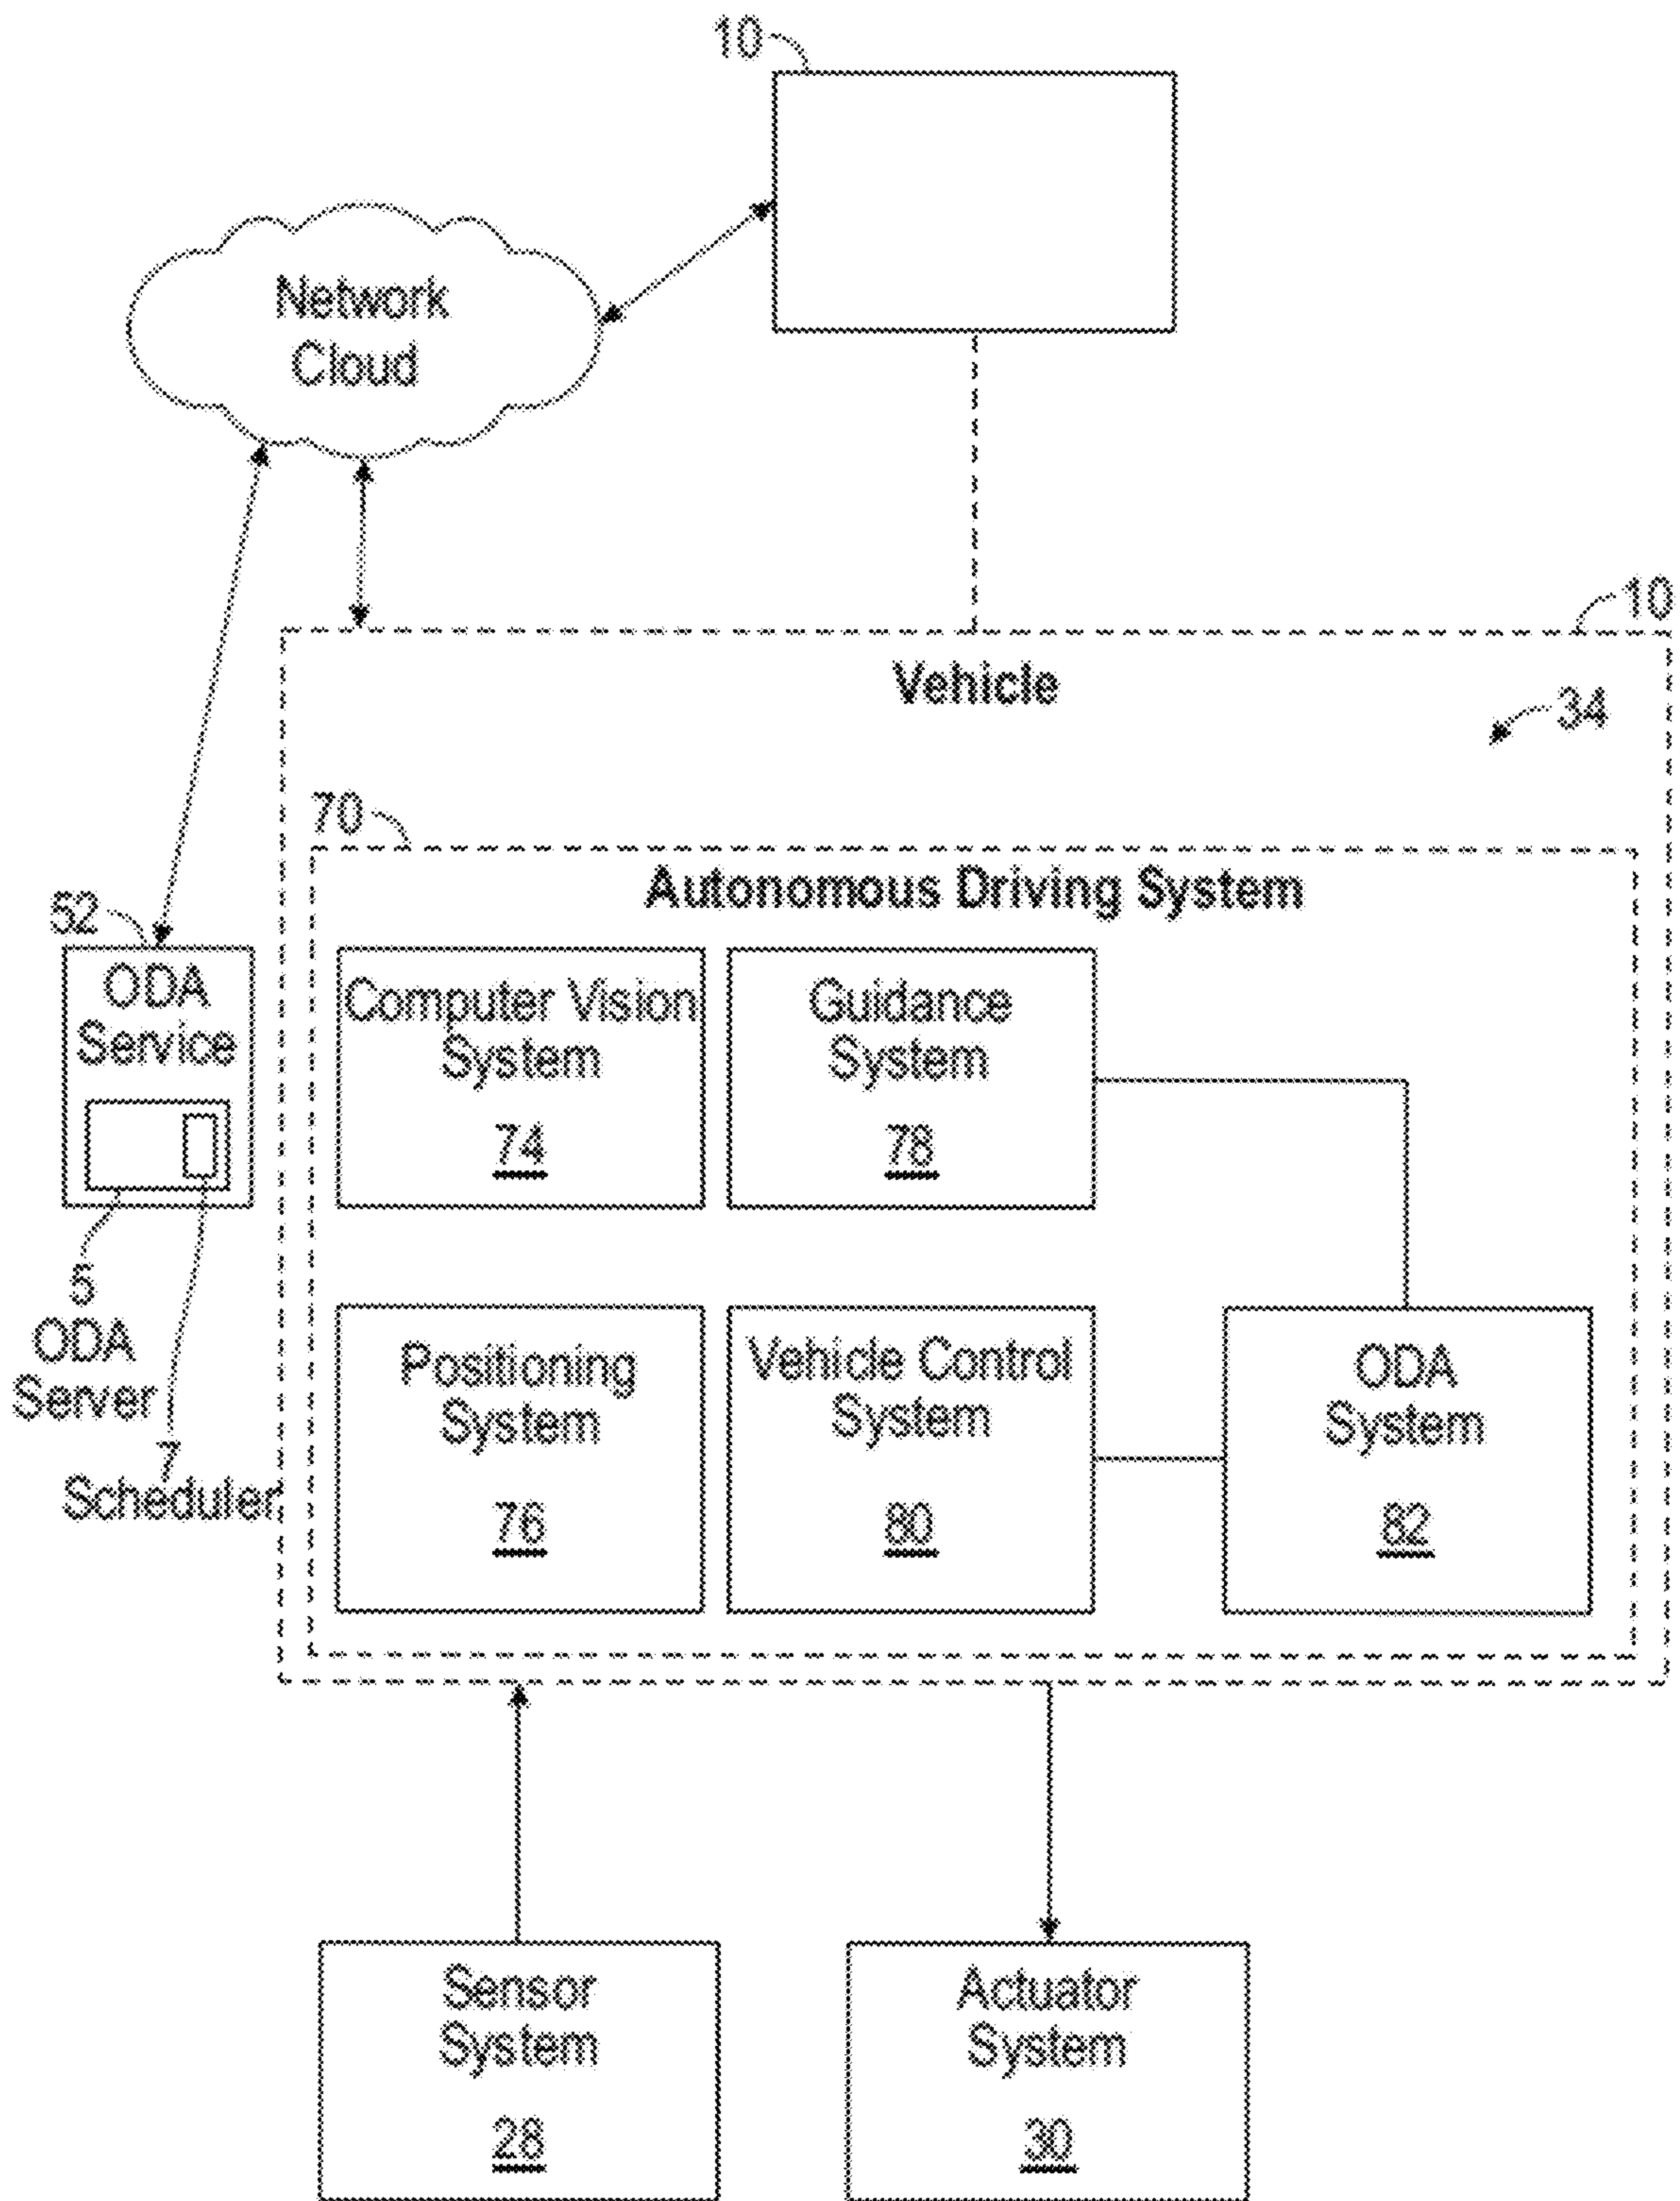 10
Network
Cloud
10
Vehicle
34
70
Autonomous Driving System
52
ODA
Service
Computer Vision
System
74
Guidance
System
78
5
ODA
Server
7
Scheduler
Positioning
System
76
Vehicle Control
System
80
ODA
System
82
Sensor
System
28
Actuator
System
30